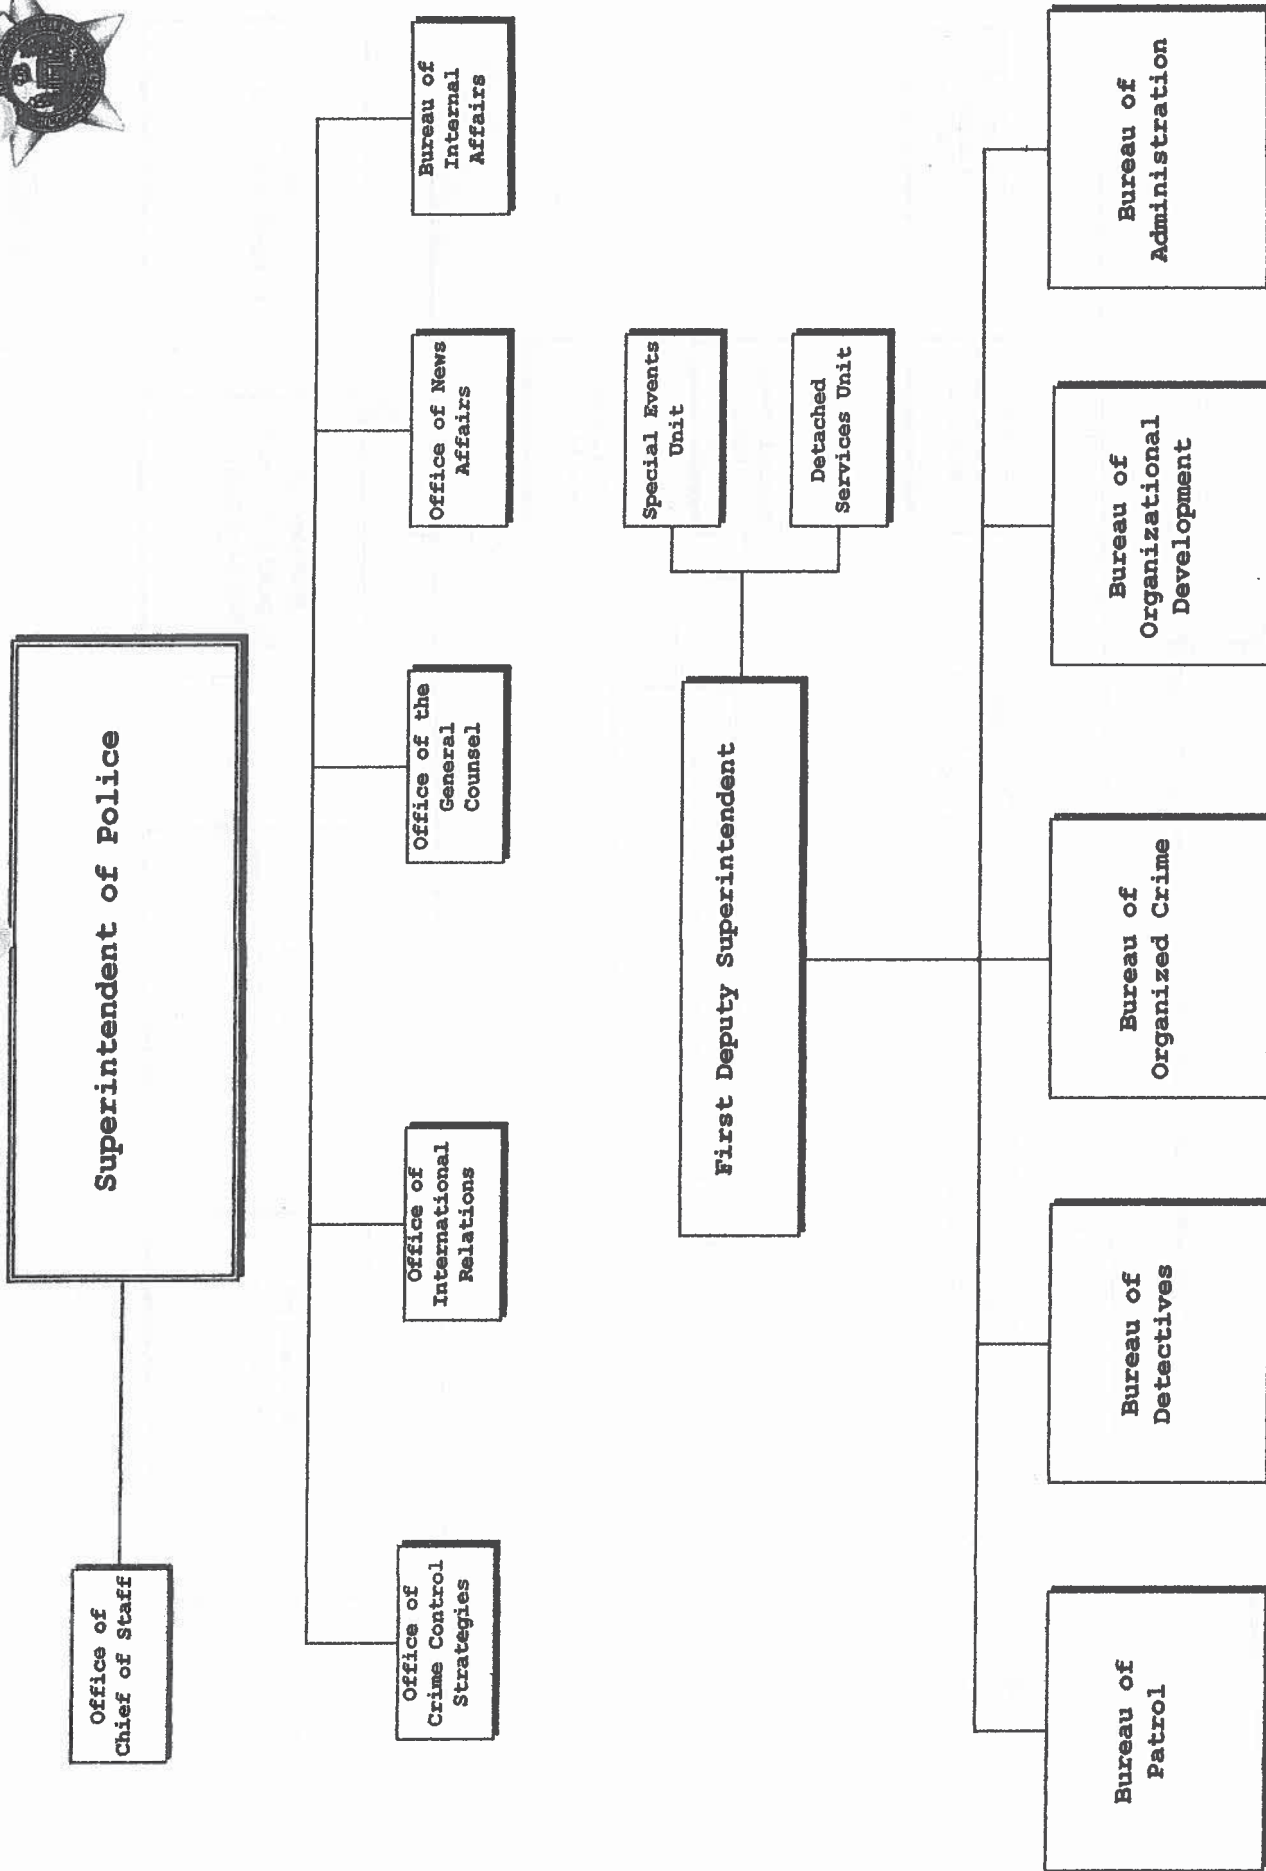 Superintendent of Police
Office of
Chief of Staff
Office of
Crime Control
Strategies
Office of
International
Relations
Office of the
General
Counsel
Office of News
Affairs
Bureau of
Internal
Affairs
First Deputy Superintendent
Special Events
Unit
Detached
Services Unit
Bureau of
Patrol
Bureau of
Detectives
Bureau of
Organized Crime
Bureau of
Organizational
Development
Bureau of
Administration